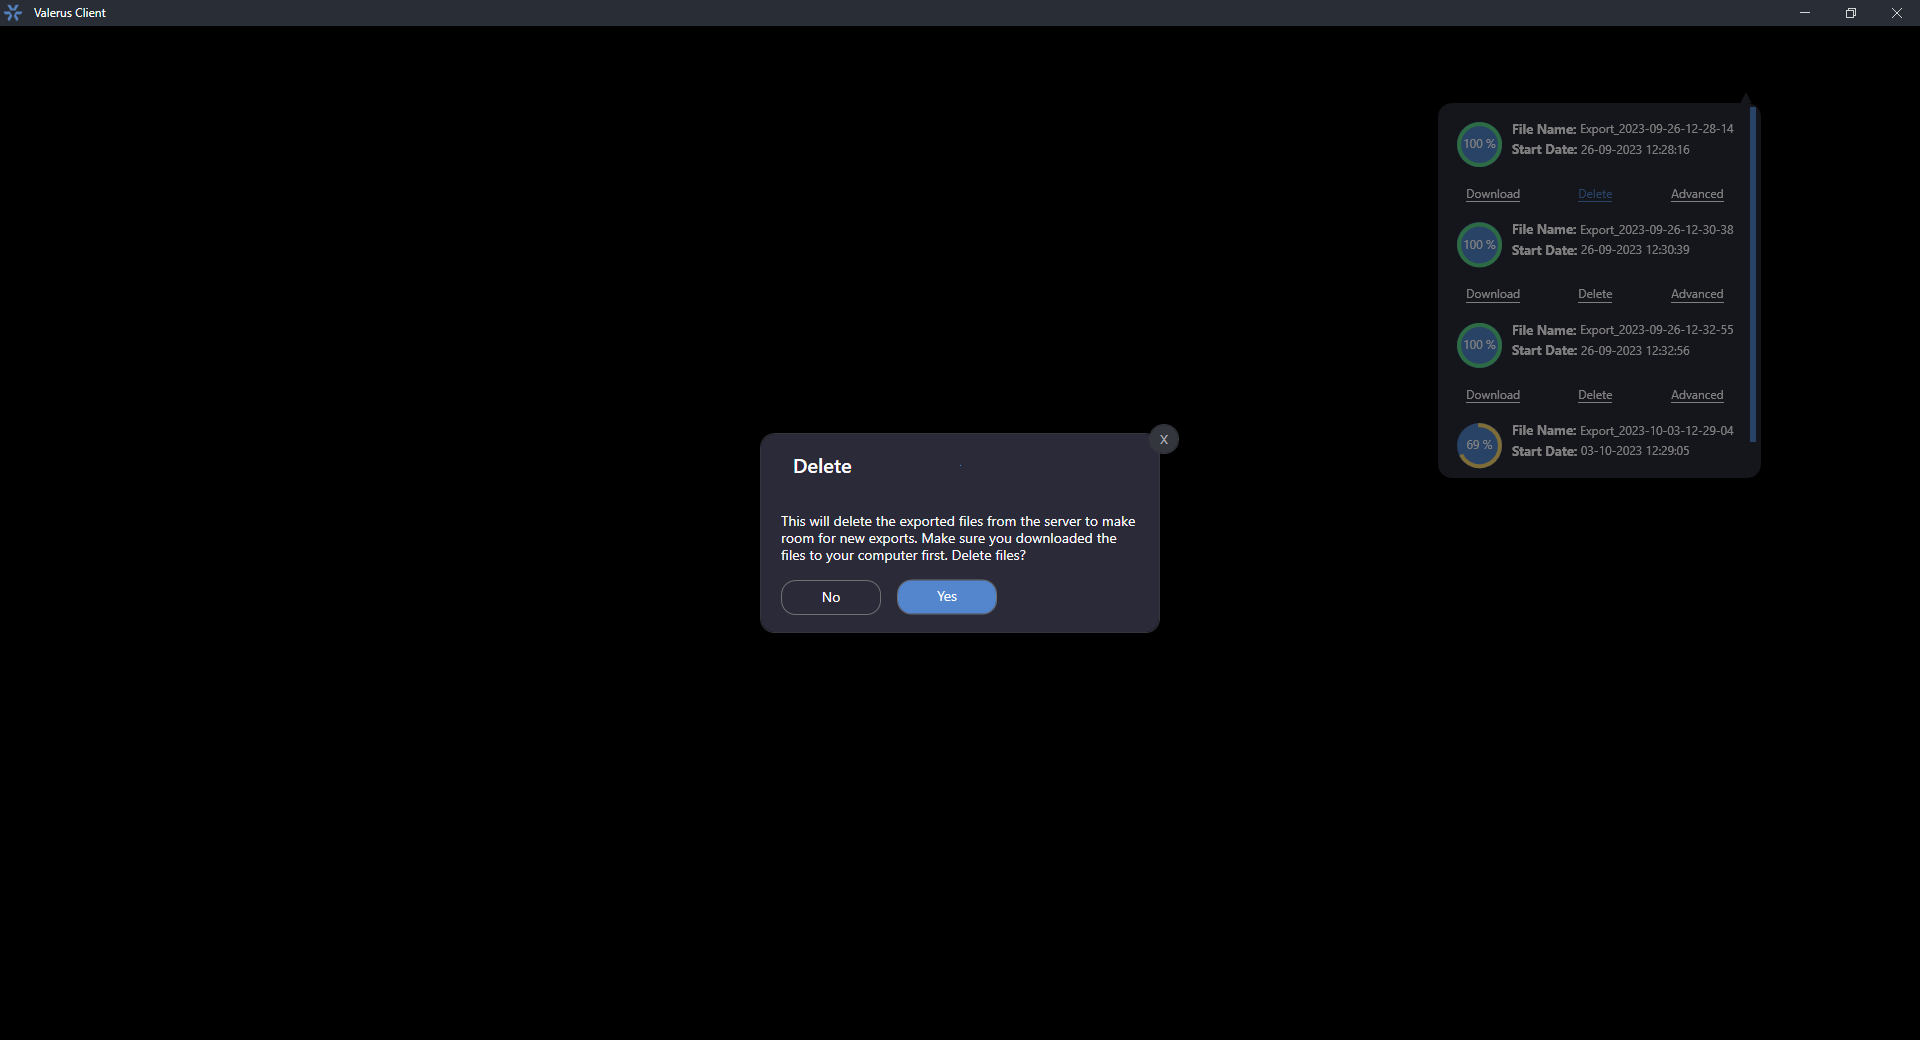 Valerus Client
100 %
File Name: Export_2023-09-26-12-28-14
Start Date: 26-09-2023 12:28:16
Download Delete Advanced
100 %
File Name: Export_2023-09-26-12-30-38
Start Date: 26-09-2023 12:30:39
Download Delete Advanced
100 %
File Name: Export_2023-09-26-12-32-55
Start Date: 26-09-2023 12:32:56
Download Delete Advanced
69 %
File Name: Export_2023-10-03-12-29-04
Start Date: 03-10-2023 12:29:05
X
Delete
This will delete the exported files from the server to make
room for new exports. Make sure you downloaded the
files to your computer first. Delete files?
No Yes